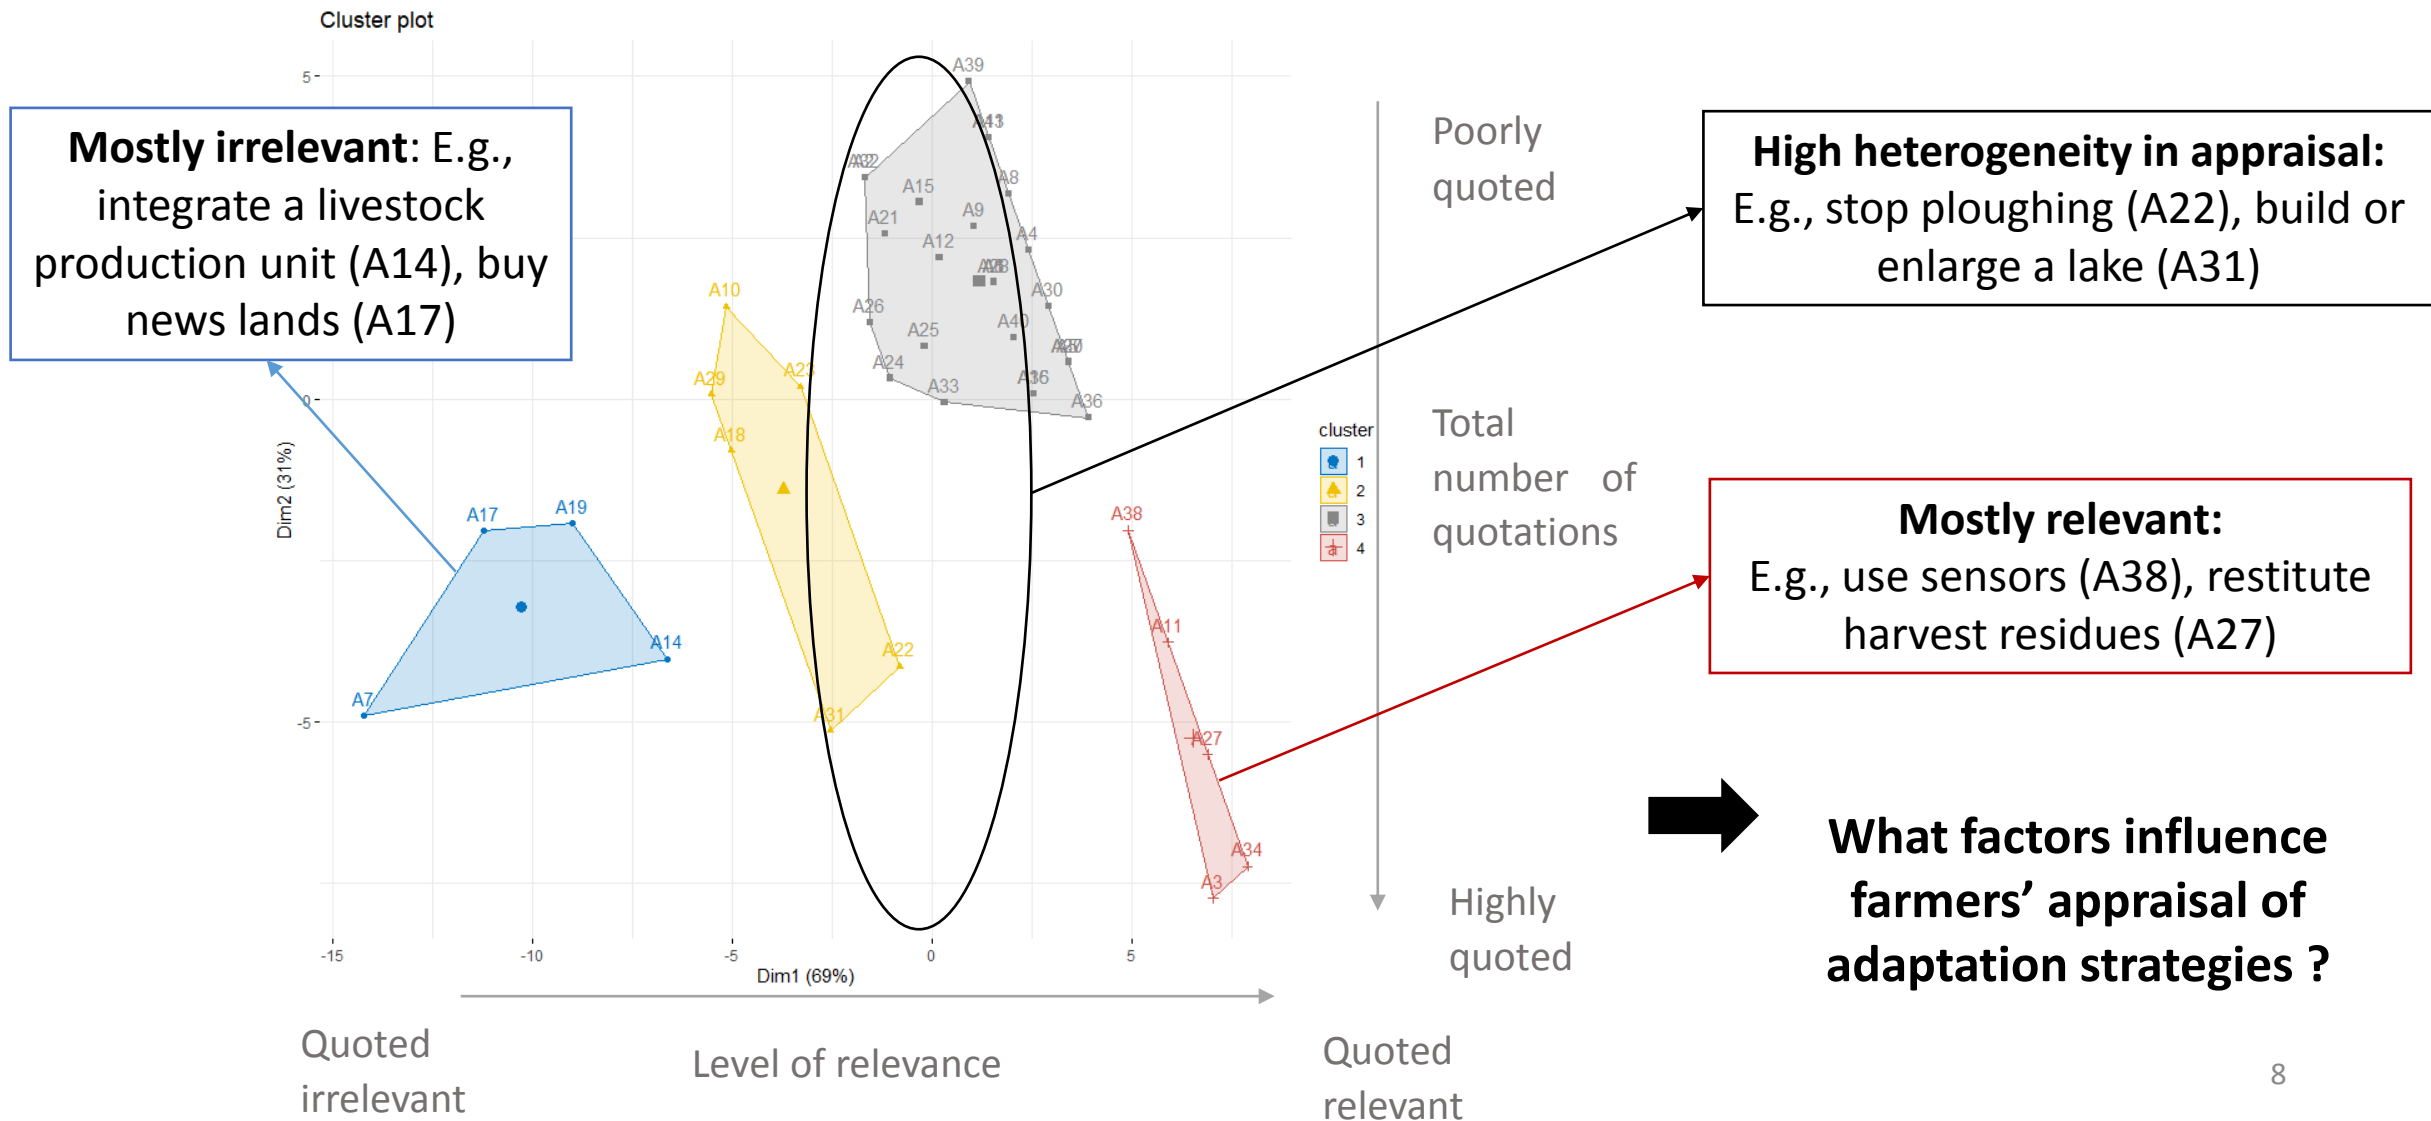 Cluster plot
Mostly irrelevant: E.g.,
integrate a livestock
production unit (A14), buy
news lands (A17)
5
0
-5
Dim2 (31%)
A39
A8
A15
A21
A9
A12
A4
A26
A30
A25
A40
A24
A33
A36
A10
A29
A23
A18
A22
A31
A17
A19
A14
A7
A38
A11
A27
A34
A3
-15
-10
-5
0
5
Dim1 (69%)
cluster
1
2
3
4
Poorly
quoted
Total
number of
quotations
Highly
quoted
Quoted
irrelevant
Level of relevance
Quoted
relevant
High heterogeneity in appraisal:
E.g., stop ploughing (A22), build or
enlarge a lake (A31)
Mostly relevant:
E.g., use sensors (A38), restitute
harvest residues (A27)
What factors influence
farmers’ appraisal of
adaptation strategies ?
8